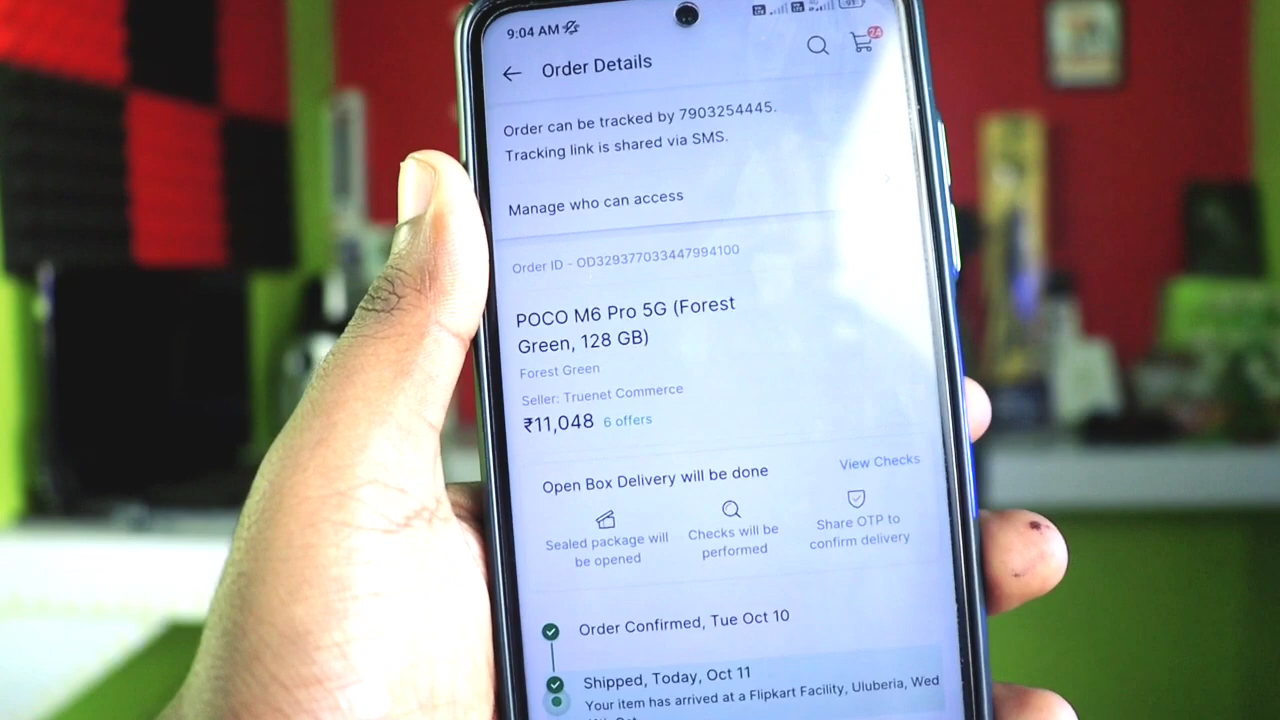 9:04 AM
24
Order Details
Order can be tracked by 7903254445.
Tracking link is shared via SMS.
Manage who can access
Order ID - OD329377033447994100
POCO M6 Pro 5G (Forest
Green, 128 GB)
Forest Green
Seller: Truenet Commerce
₹11,048 6 offers
Open Box Delivery will be done
View Checks
Sealed package will
be opened
Checks will be
performed
Share OTP to
confirm delivery
Order Confirmed, Tue Oct 10
Shipped, Today, Oct 11
Your item has arrived at a Flipkart Facility, Uluberia, Wed